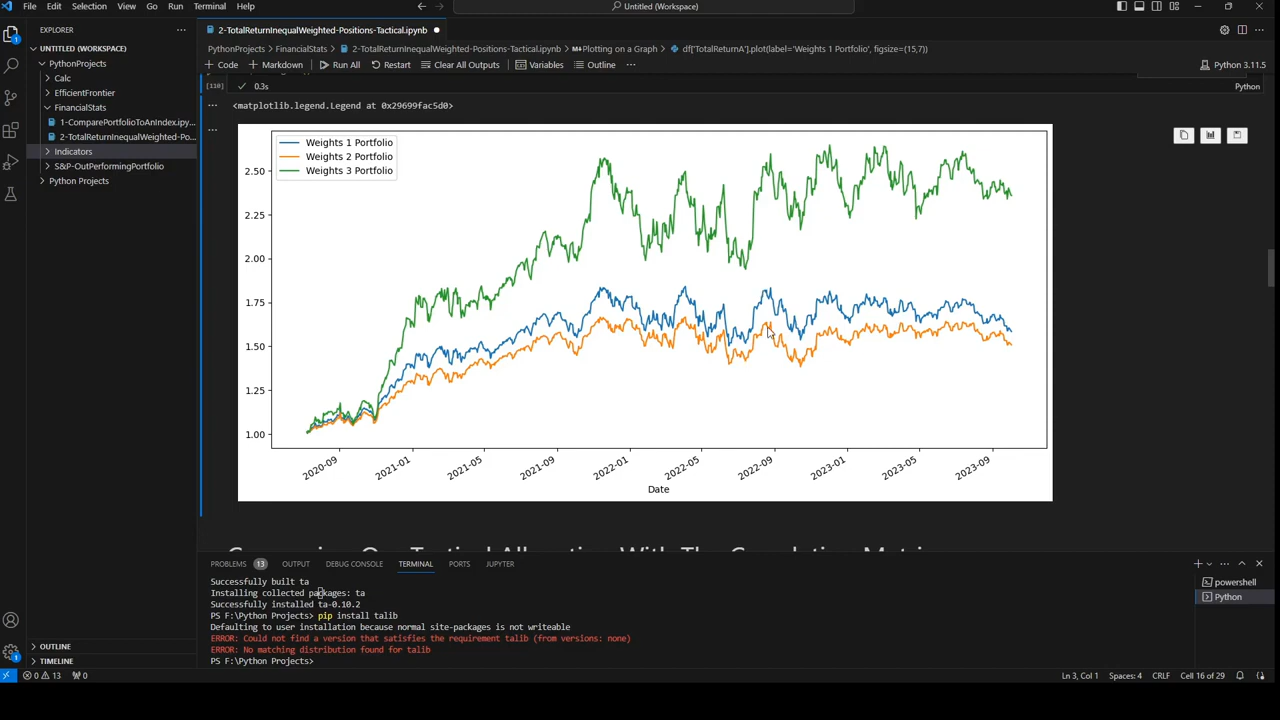 File Edit Selection View Go Run Terminal Help
Untitled (Workspace)
EXPLORER
UNTITLED (WORKSPACE)
PythonProjects
Calc
EfficientFrontier
FinancialStats
1-ComparePortfolioToAnIndex.ipy...
2-TotalReturnInequalWeighted-Po...
Indicators
S&P-OutPerformingPortfolio
Python Projects
OUTLINE
TIMELINE
2-TotalReturnInequalWeighted-Positions-Tactical.ipynb
PythonProjects > FinancialStats > 2-TotalReturnInequalWeighted-Positions-Tactical.ipynb > Plotting on a Graph > df['TotalReturnA'].plot(label='Weights 1 Portfolio', figsize=(15,7))
+ Code + Markdown Run All Restart Clear All Outputs Variables Outline ... Python 3.11.5
[110] 0.3s Python
<matplotlib.legend.Legend at 0x29699fac5d0>
Weights 1 Portfolio
Weights 2 Portfolio
Weights 3 Portfolio
2.50
2.25
2.00
1.75
1.50
1.25
1.00
2020-09 2021-01 2021-05 2021-09 2022-01 2022-05 2022-09 2023-01 2023-05 2023-09
Date
PROBLEMS 13 OUTPUT DEBUG CONSOLE TERMINAL PORTS JUPYTER
Successfully built ta
Installing collected packages: ta
Successfully installed ta-0.10.2
PS F:\Python Projects> pip install talib
Defaulting to user installation because normal site-packages is not writeable
ERROR: Could not find a version that satisfies the requirement talib (from versions: none)
ERROR: No matching distribution found for talib
PS F:\Python Projects>
powershell
Python
0 13 0 Ln 3, Col 1 Spaces: 4 CRLF Cell 16 of 29